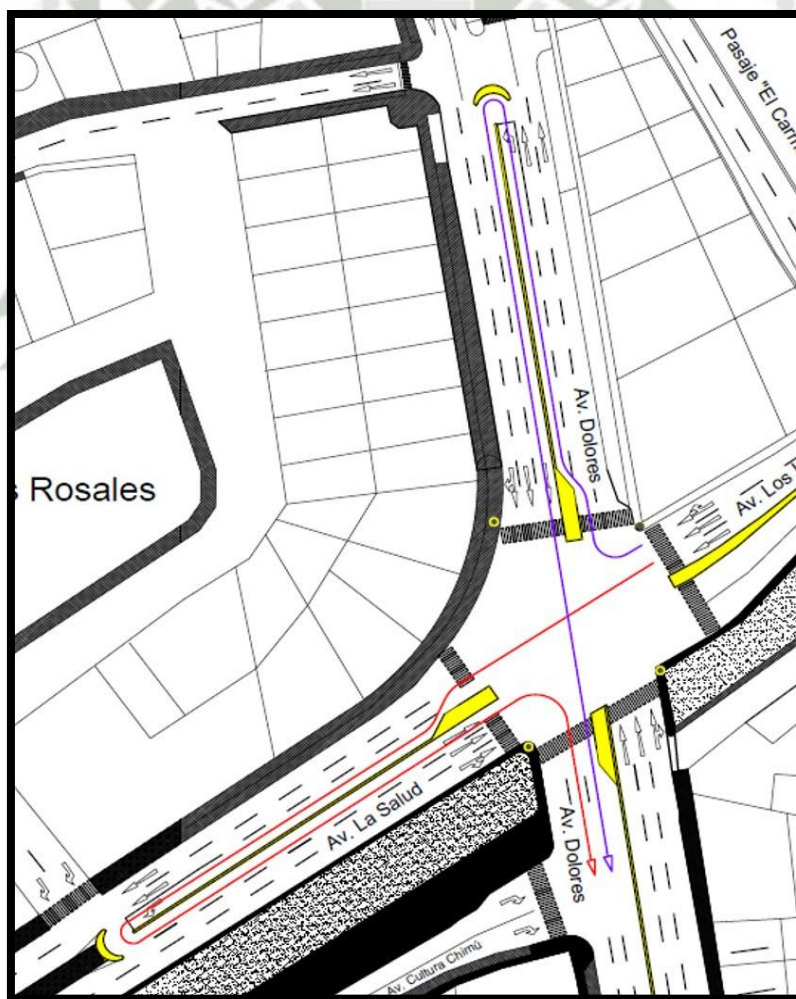 Pasaje "El Carm
Av. Dolores
Rosales
Av. Los
Av. La Salud
Av. Dolores
Av. Cultura Chimú